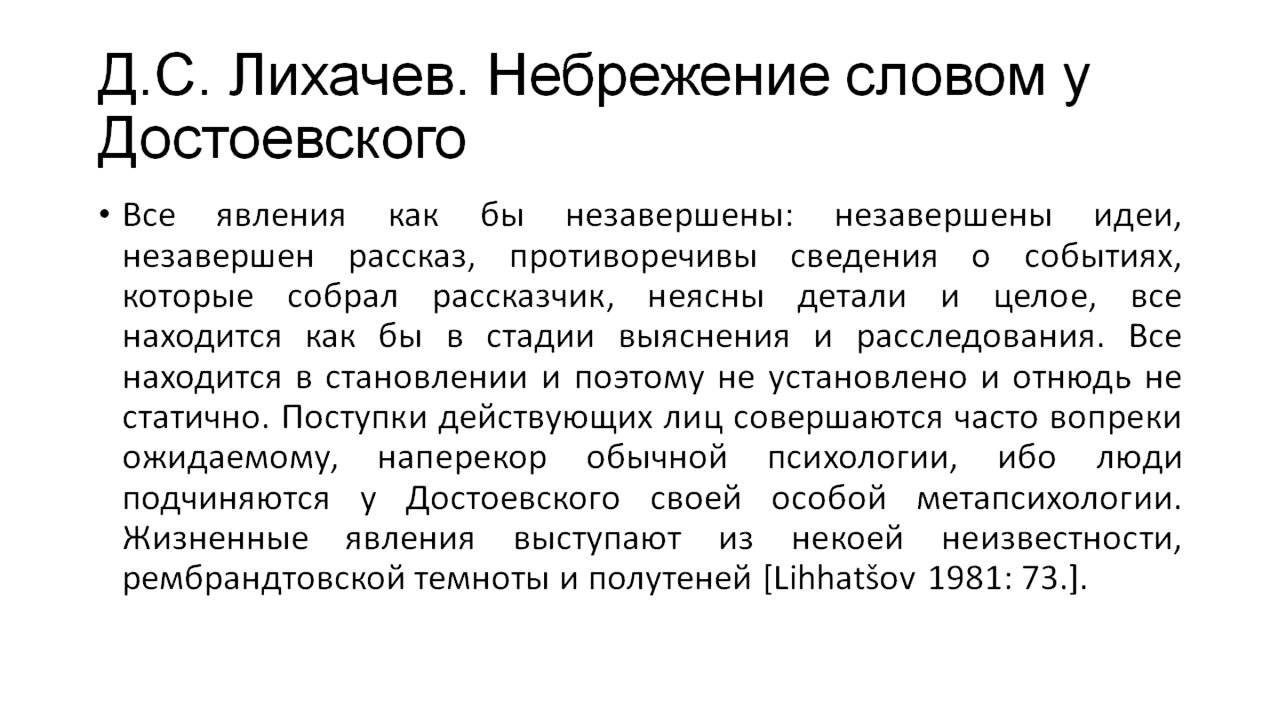 Д.С. Лихачев. Небрежение словом у
Достоевского
• Все явления как бы незавершены: незавершены идеи,
незавершен рассказ, противоречивы сведения о событиях,
которые собрал рассказчик, неясны детали и целое, все
находится как бы в стадии выяснения и расследования. Все
находится в становлении и поэтому не установлено и отнюдь не
статично. Поступки действующих лиц совершаются часто вопреки
ожидаемому, наперекор обычной психологии, ибо люди
подчиняются у Достоевского своей особой метапсихологии.
Жизненные явления выступают из некоей неизвестности,
рембрандтовской темноты и полутеней [Lihhatšov 1981: 73.].